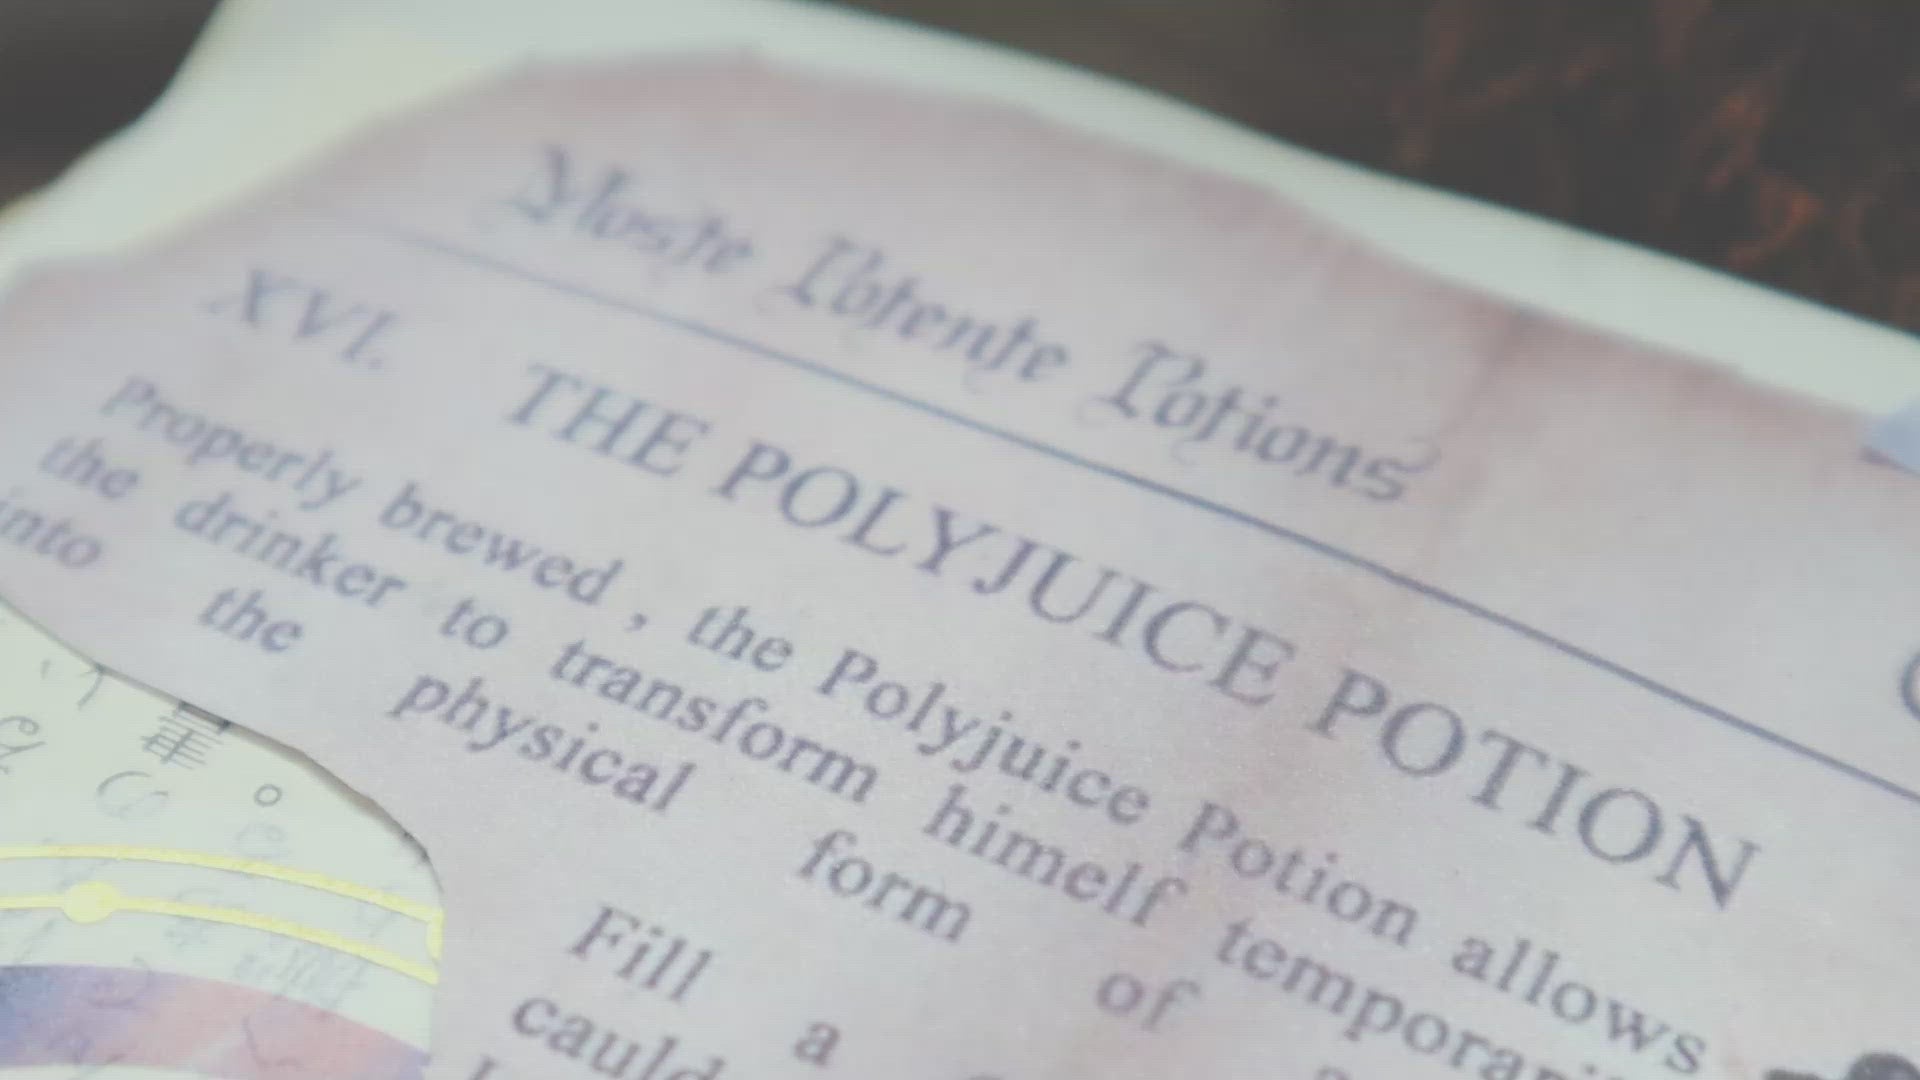 Moste Potente Potions
XVI. THE POLYJUICE POTION
Properly brewed, the Polyjuice Potion allows
the drinker to transform himelf
into the physical form of
Fill a